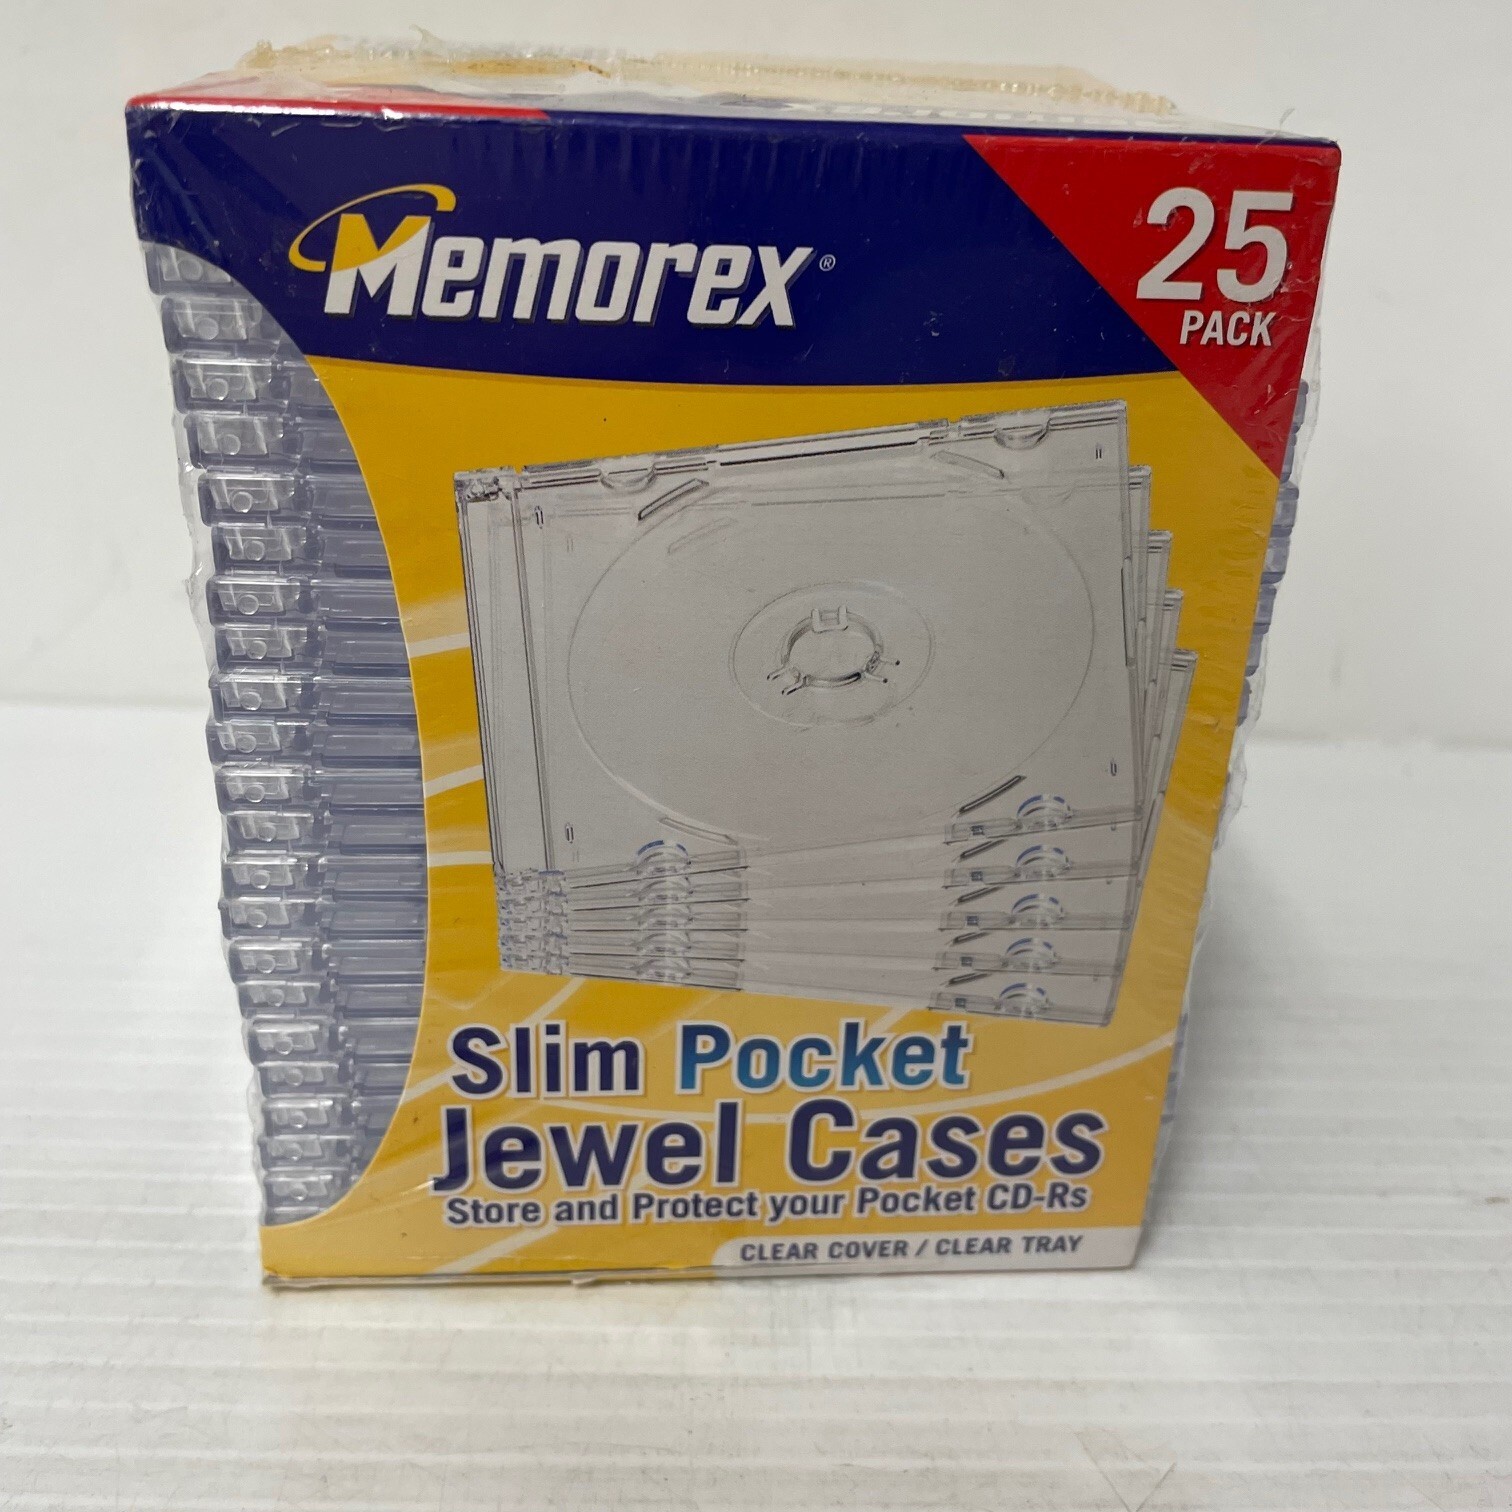 Memorex®
25
PACK
Slim Pocket
Jewel Cases
Store and Protect your Pocket CD-Rs
CLEAR COVER / CLEAR TRAY